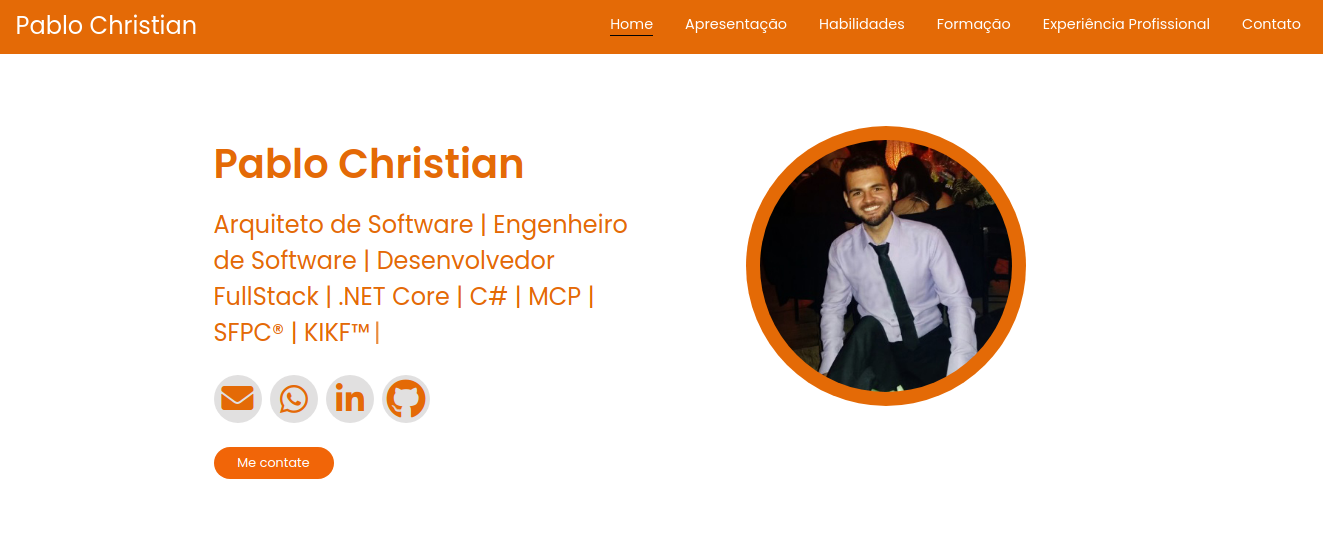 Pablo Christian
Home Apresentação Habilidades Formação Experiência Profissional Contato
Pablo Christian
Arquiteto de Software | Engenheiro
de Software | Desenvolvedor
FullStack | .NET Core | C# | MCP |
SFPC® | KIKF™ |
in
Me contate